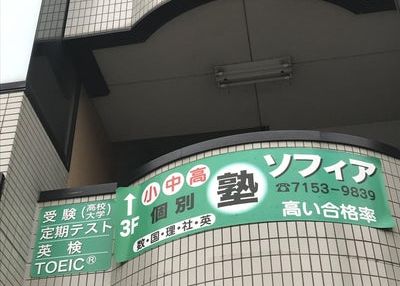 受験(高校大学)
定期テスト
英検
TOEIC®
↑
3F
小中高
個別
塾
数・国・理・社・英
ソフィア
☎7153-9839
高い合格率